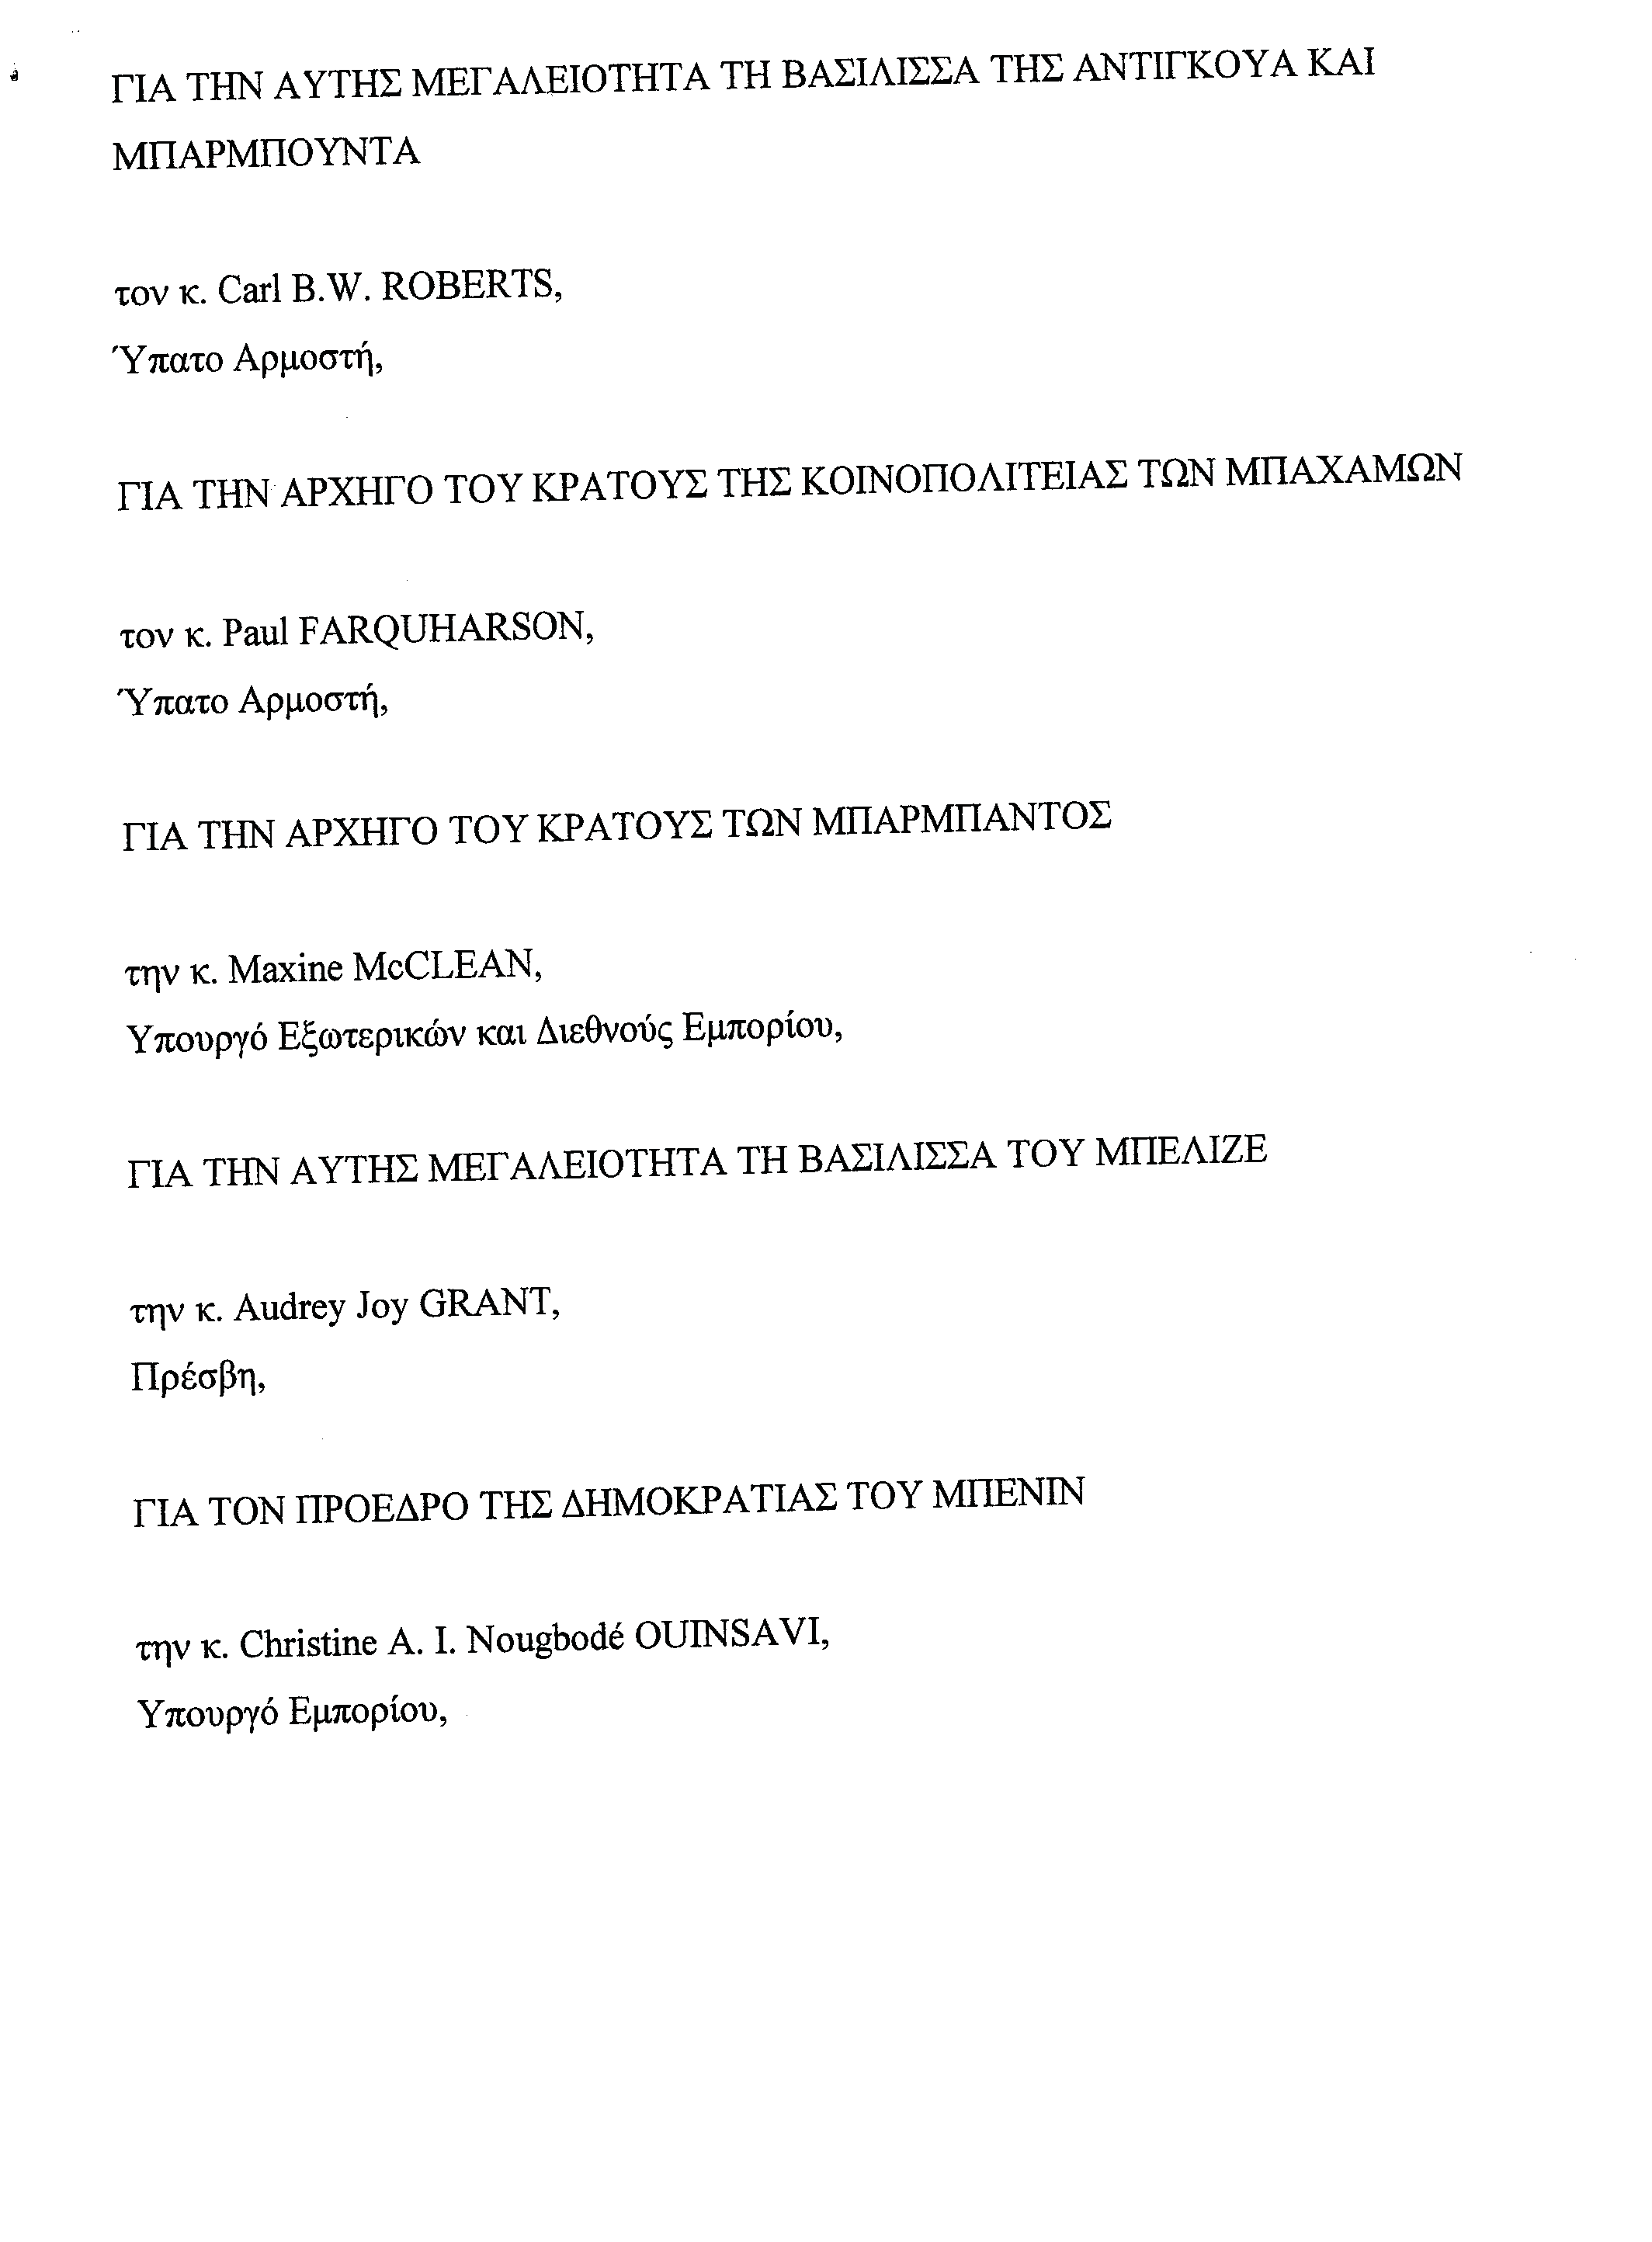 ΓΙΑ ΤΗΝ ΑΥΤΗΣ ΜΕΓΑΛΕΙΟΤΗΤΑ ΤΗ ΒΑΣΙΛΙΣΣΑ ΤΗΣ ΑΝΤΙΓΚΟΥΑ ΚΑΙ
ΜΠΑΡΜΠΟΥΝΤΑ
τον κ. Carl B.W. ROBERTS,
Ύπατο Αρμοστή,
ΓΙΑ ΤΗΝ ΑΡΧΗΓΟ ΤΟΥ ΚΡΑΤΟΥΣ ΤΗΣ ΚΟΙΝΟΠΟΛΙΤΕΙΑΣ ΤΩΝ ΜΠΑΧΑΜΩΝ
τον κ. Paul FARQUHARSON,
Ύπατο Αρμοστή,
ΓΙΑ ΤΗΝ ΑΡΧΗΓΟ ΤΟΥ ΚΡΑΤΟΥΣ ΤΩΝ ΜΠΑΡΜΠΑΝΤΟΣ
την κ. Maxine McCLEAN,
Υπουργό Εξωτερικών και Διεθνούς Εμπορίου,
ΓΙΑ ΤΗΝ ΑΥΤΗΣ ΜΕΓΑΛΕΙΟΤΗΤΑ ΤΗ ΒΑΣΙΛΙΣΣΑ ΤΟΥ ΜΠΕΛΙΖΕ
την κ. Audrey Joy GRANT,
Πρέσβη,
ΓΙΑ ΤΟΝ ΠΡΟΕΔΡΟ ΤΗΣ ΔΗΜΟΚΡΑΤΙΑΣ ΤΟΥ ΜΠΕΝΙΝ
την κ. Christine A. I. Nougbodé OUINSAVI,
Υπουργό Εμπορίου,